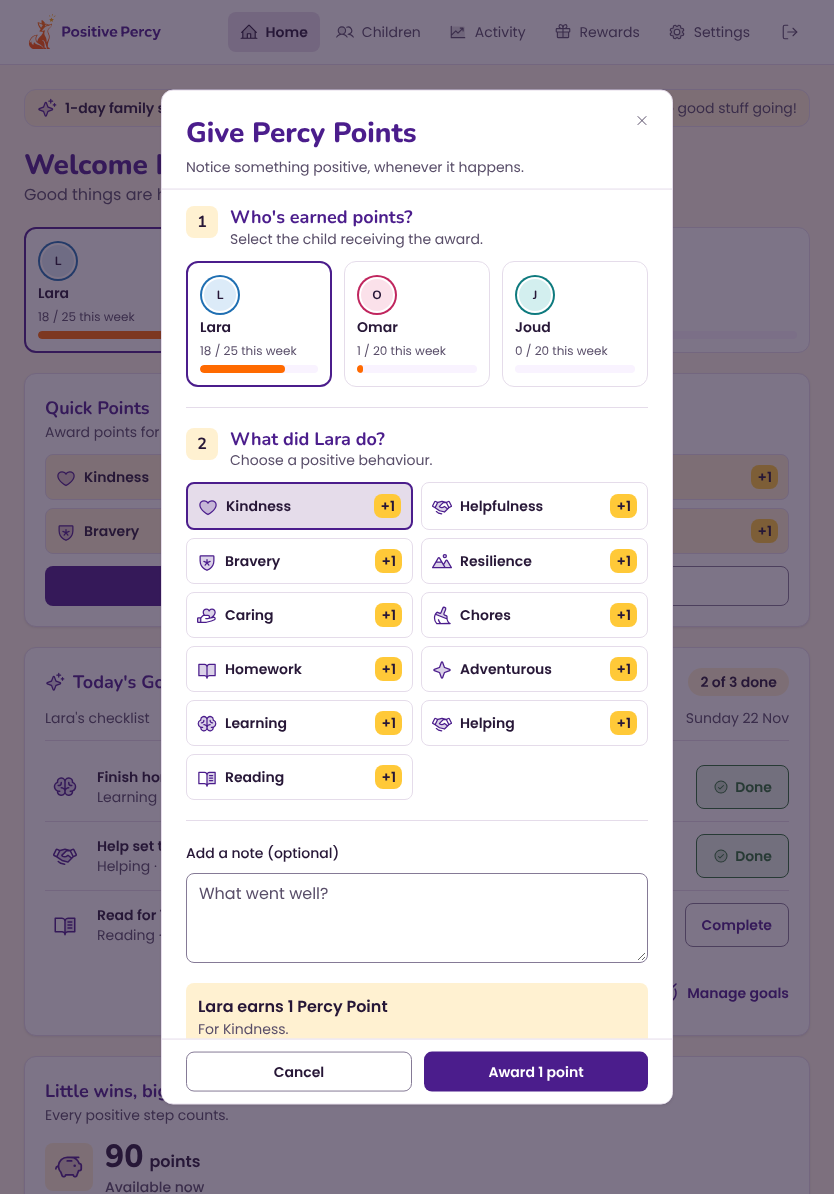 Positive Percy
Home
Children
Activity
Rewards
Settings
1-day family
good stuff going!
Welcome
Good things are
L
Lara
18 / 25 this week
Quick Points
Award points for
Kindness
+1
Bravery
+1
Today's
2 of 3 done
Lara's checklist
Sunday 22 Nov
Finish
Learning
Done
Help set
Helping ·
Done
Read for
Reading ·
Complete
Manage goals
Little wins,
Every positive step counts.
90 points
Available now
Give Percy Points
Notice something positive, whenever it happens.
1
Who's earned points?
Select the child receiving the award.
L
Lara
18 / 25 this week
O
Omar
1 / 20 this week
J
Joud
0 / 20 this week
2
What did Lara do?
Choose a positive behaviour.
Kindness +1
Helpfulness +1
Bravery +1
Resilience +1
Caring +1
Chores +1
Homework +1
Adventurous +1
Learning +1
Helping +1
Reading +1
Add a note (optional)
What went well?
Lara earns 1 Percy Point
For Kindness.
Cancel
Award 1 point